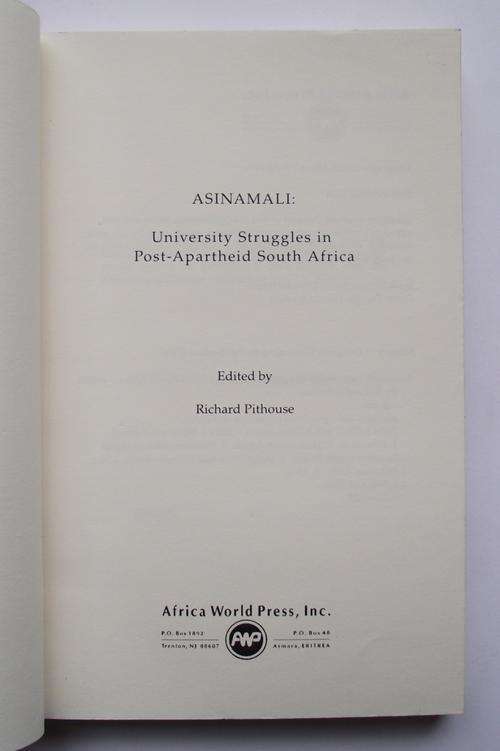 ASINAMALI:
University Struggles in
Post-Apartheid South Africa
Edited by
Richard Pithouse
Africa World Press, Inc.
P.O. Box 1892
Trenton, NJ 08607
AWP
P.O. Box 48
Asmara, ERITREA